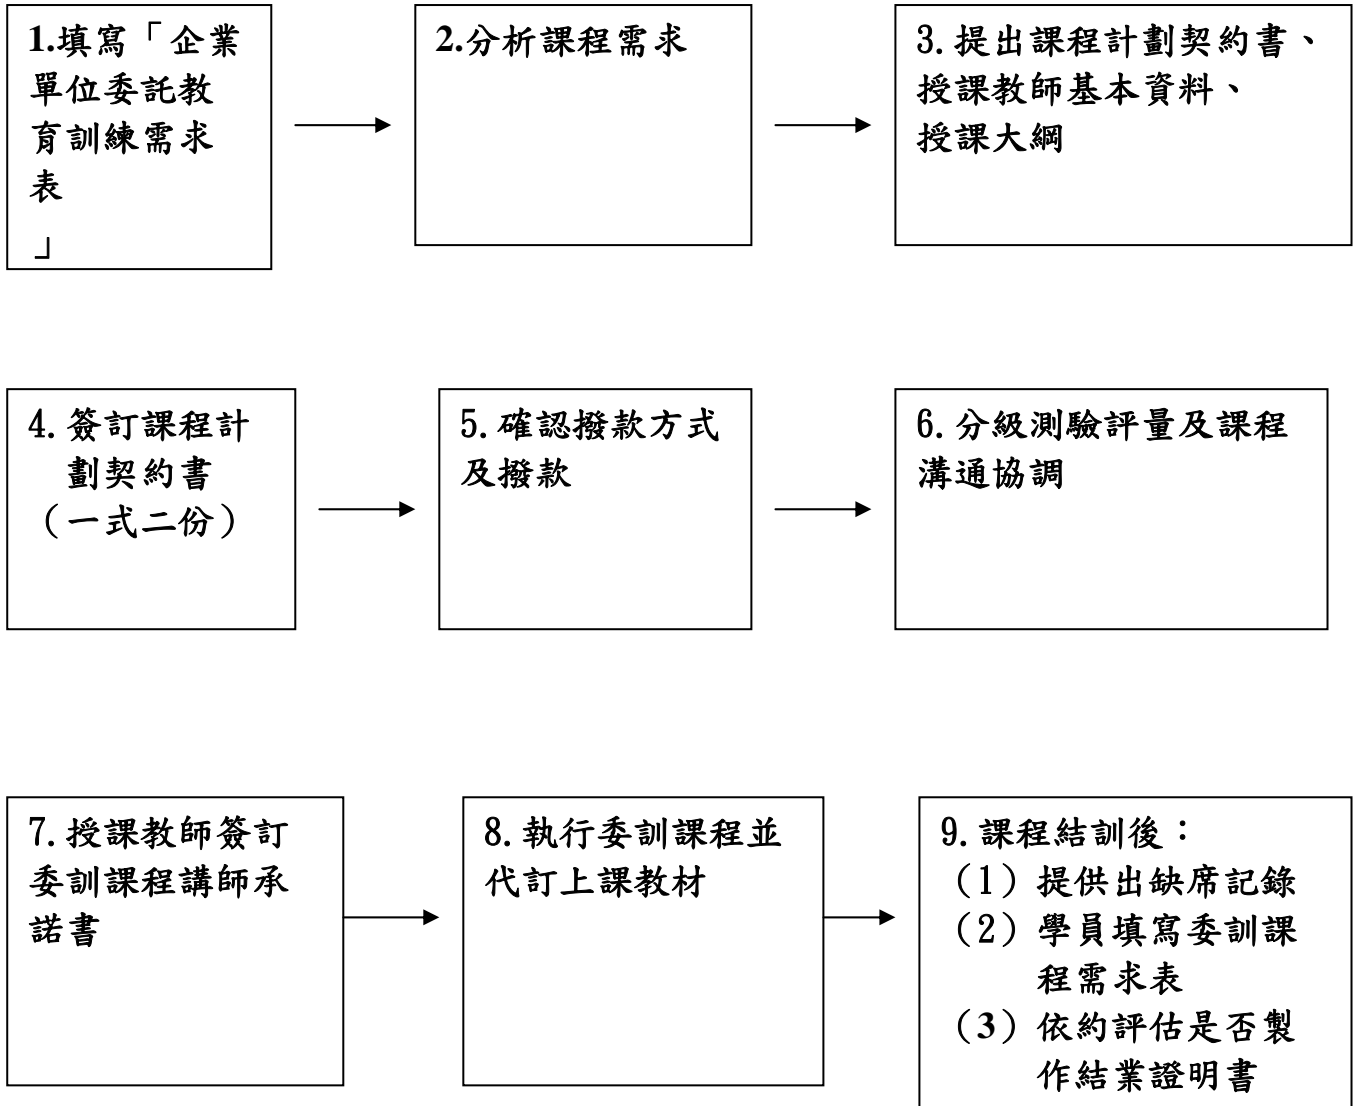 1.填寫「企業
單位委託教
育訓練需求
表
」
2.分析課程需求
3.提出課程計劃契約書、
授課教師基本資料、
授課大綱
4.簽訂課程計
劃契約書
（一式二份）
5.確認撥款方式
及撥款
6.分級測驗評量及課程
溝通協調
7.授課教師簽訂
委訓課程講師承
諾書
8.執行委訓課程並
代訂上課教材
9.課程結訓後：
（1）提供出缺席記錄
（2）學員填寫委訓課
程需求表
（3）依約評估是否製
作結業證明書